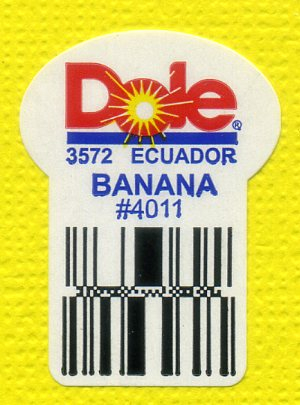 Dole®
3572 ECUADOR
BANANA
#4011